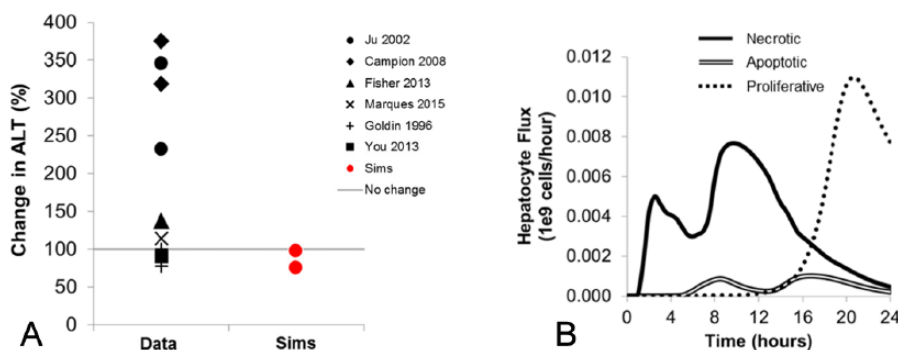 Change in ALT (%)
400
350
300
250
200
150
100
50
0
Data
Sims
Ju 2002
Campion 2008
Fisher 2013
Marques 2015
Goldin 1996
You 2013
Sims
No change
A
Necrotic
Apoptotic
Proliferative
Hepatocyte Flux
(1e9 cells/hour)
0.012
0.010
0.008
0.006
0.004
0.002
0.000
0 4 8 12 16 20 24
Time (hours)
B